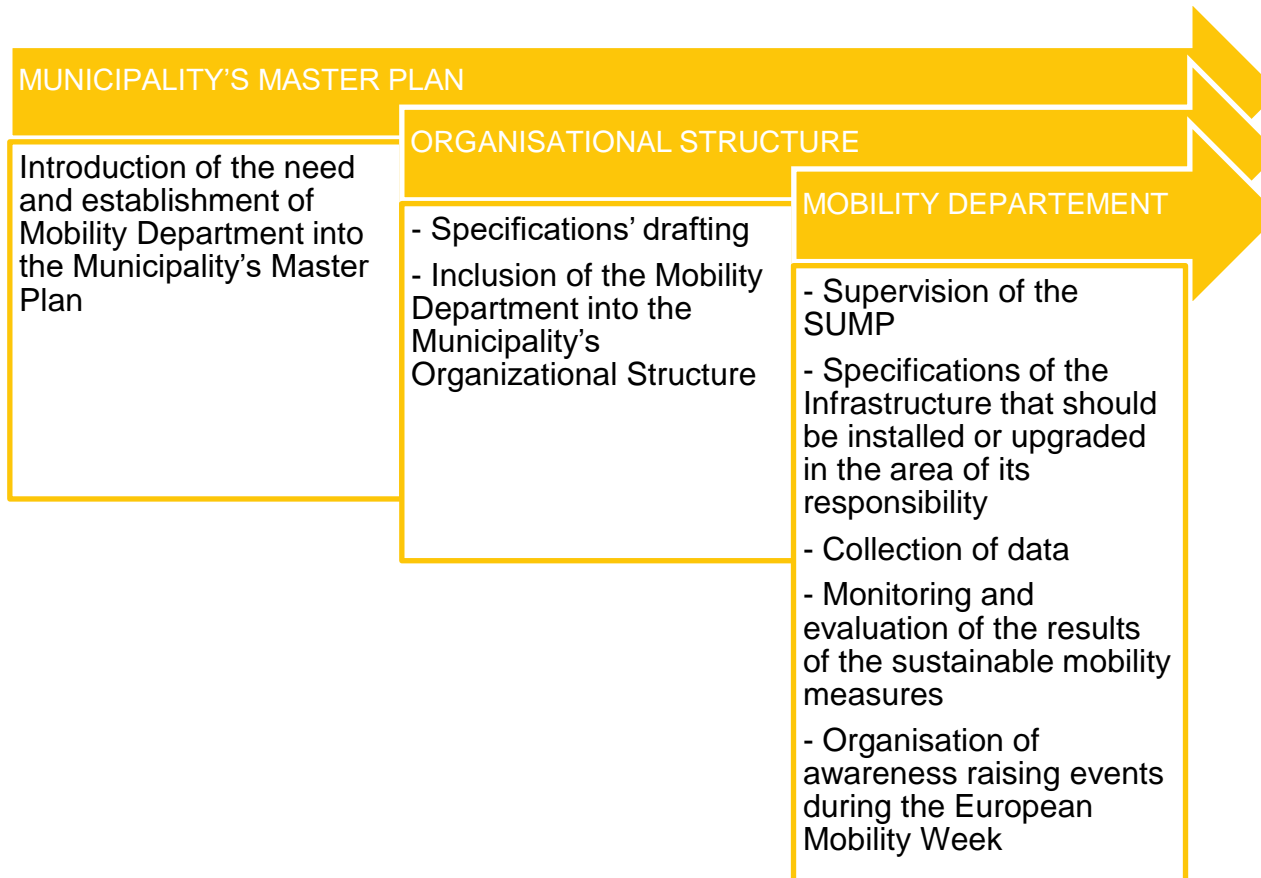 MUNICIPALITY’S MASTER PLAN
Introduction of the need
and establishment of
Mobility Department into
the Municipality’s Master
Plan
ORGANISATIONAL STRUCTURE
- Specifications’ drafting
- Inclusion of the Mobility
Department into the
Municipality’s
Organizational Structure
MOBILITY DEPARTEMENT
- Supervision of the
SUMP
- Specifications of the
Infrastructure that should
be installed or upgraded
in the area of its
responsibility
- Collection of data
- Monitoring and
evaluation of the results
of the sustainable mobility
measures
- Organisation of
awareness raising events
during the European
Mobility Week